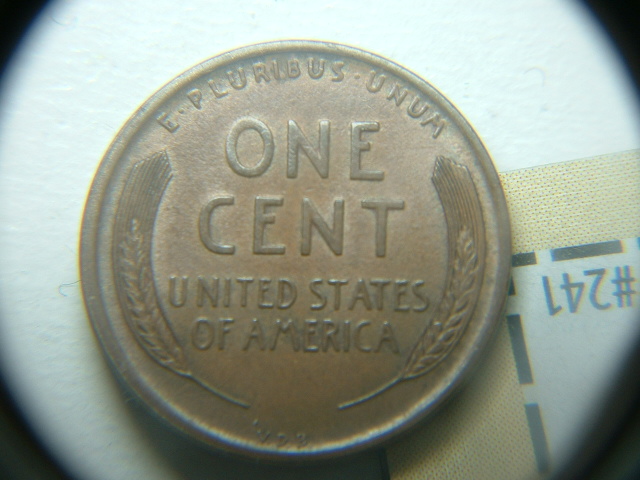 E·PLURIBUS·UNUM
ONE
CENT
UNITED STATES
OF AMERICA
V.D.B.
#241